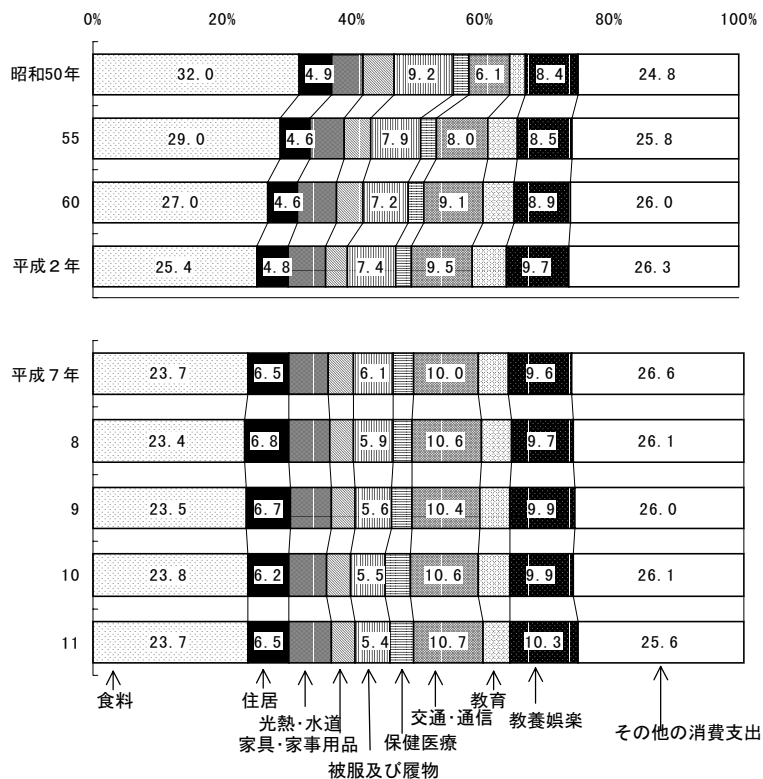 0% 20% 40% 60% 80% 100%
昭和50年 32.0 4.9 9.2 6.1 8.4 24.8
55 29.0 4.6 7.9 8.0 8.5 25.8
60 27.0 4.6 7.2 9.1 8.9 26.0
平成2年 25.4 4.8 7.4 9.5 9.7 26.3
平成7年 23.7 6.5 6.1 10.0 9.6 26.6
8 23.4 6.8 5.9 10.6 9.7 26.1
9 23.5 6.7 5.6 10.4 9.9 26.0
10 23.8 6.2 5.5 10.6 9.9 26.1
11 23.7 6.5 5.4 10.7 10.3 25.6
食料
住居
光熱・水道
家具・家事用品
被服及び履物
保健医療
交通・通信
教育
教養娯楽
その他の消費支出